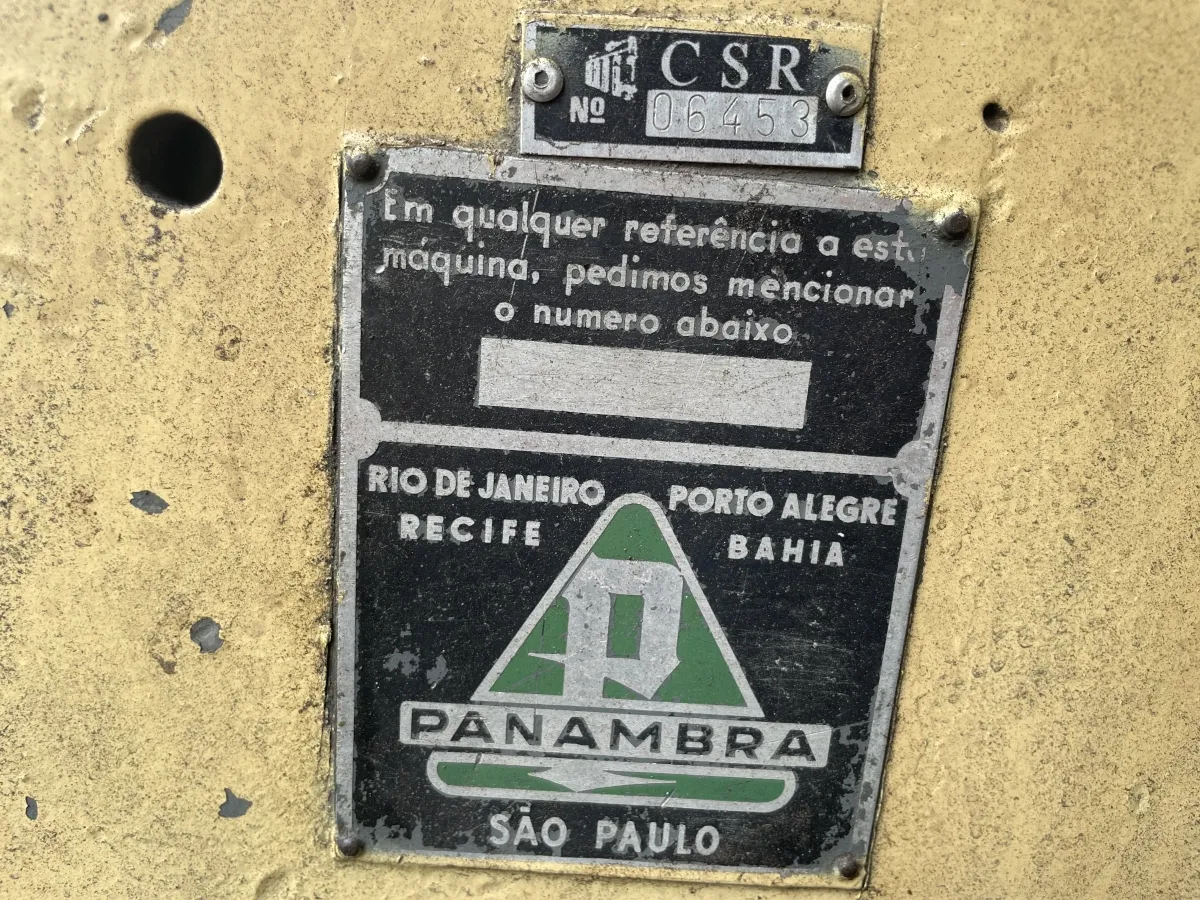 CSR
Nº 06453
Em qualquer referência a est
máquina, pedimos mencionar
o numero abaixo
RIO DE JANEIRO
RECIFE
PORTO ALEGRE
BAHIA
P
PANAMBRA
SÃO PAULO